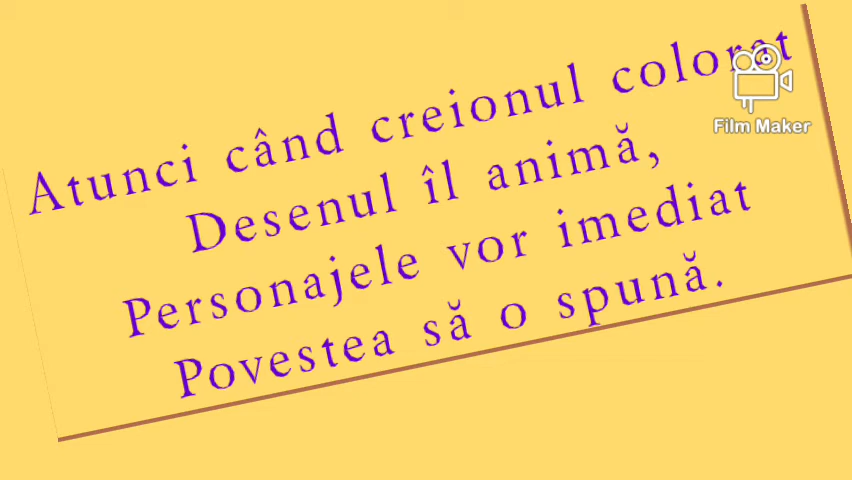 Atunci când creionul colorat
Desenul îl animă,
Personajele vor imediat
Povestea să o spună.
Film Maker